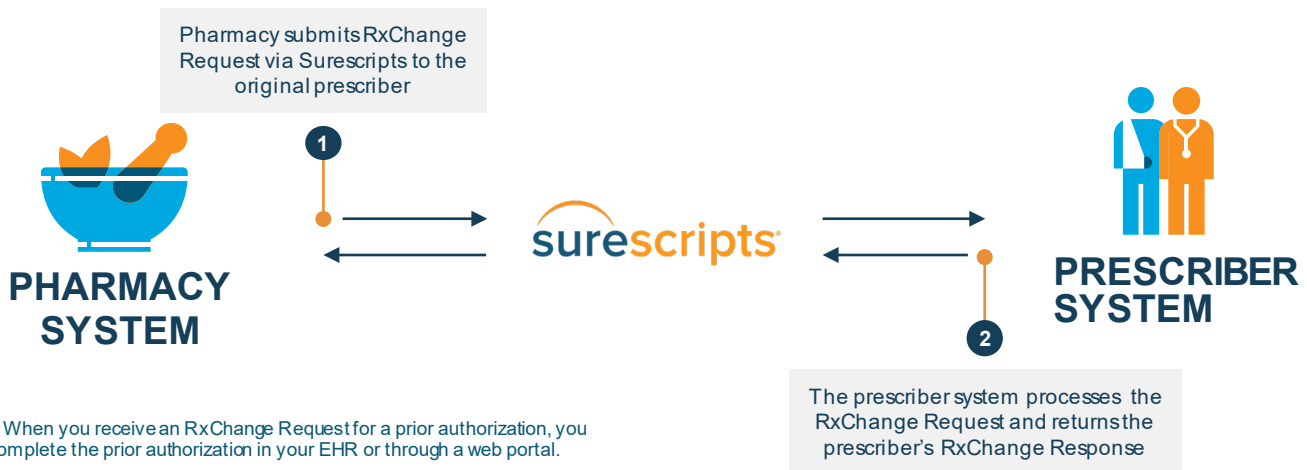 Pharmacy submits RxChange
Request via Surescripts to the
original prescriber
1
surescripts
PHARMACY
SYSTEM
PRESCRIBER
SYSTEM
2
The prescriber system processes the
RxChange Request and returns the
prescriber's RxChange Response
When you receive an RxChange Request for a prior authorization, you
omplete the prior authorization in your EHR or through a web portal.